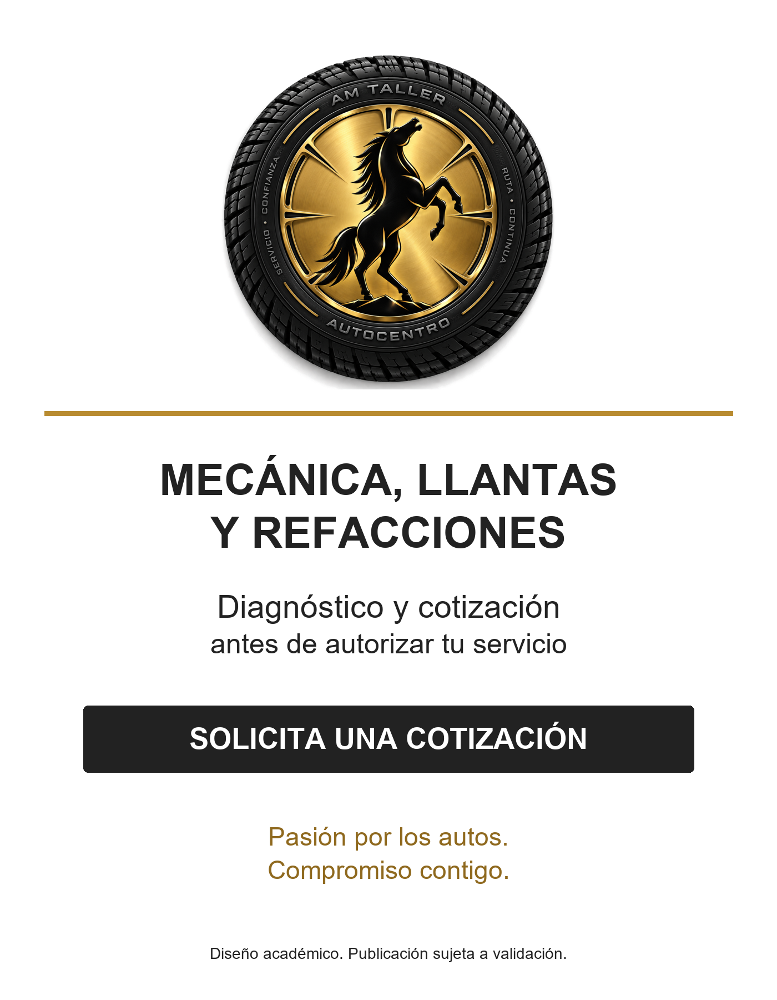 AM TALLER
SERVICIO • CONFIANZA
RUTA • CONTINUA
AUTOCENTRO
MECÁNICA, LLANTAS
Y REFACCIONES
Diagnóstico y cotización
antes de autorizar tu servicio
SOLICITA UNA COTIZACIÓN
Pasión por los autos.
Compromiso contigo.
Diseño académico. Publicación sujeta a validación.